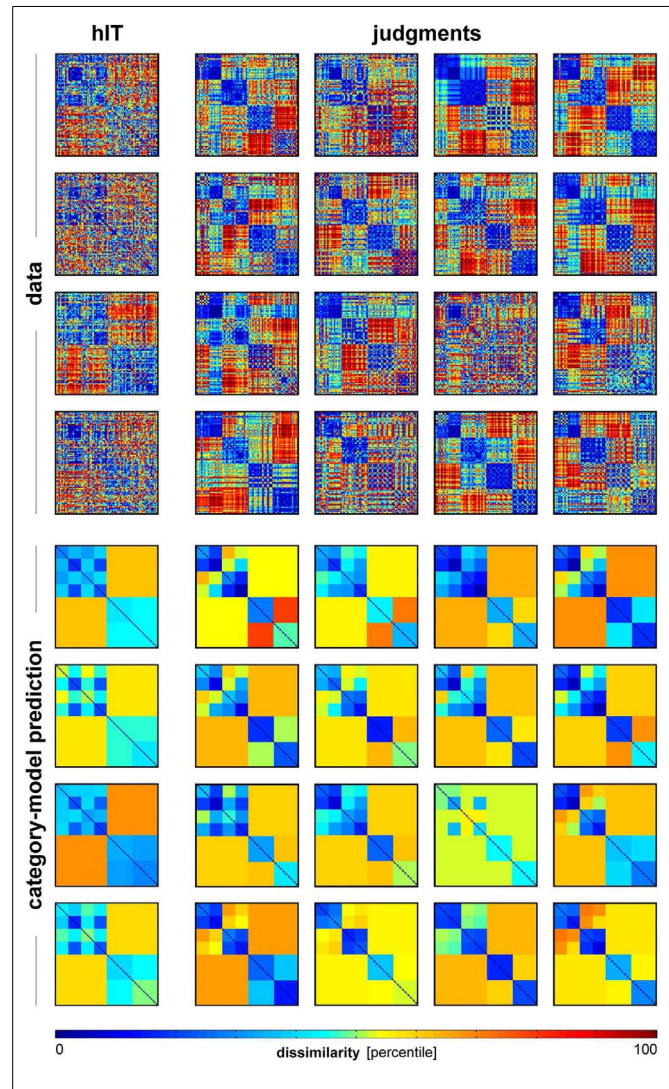 hIT judgments
data
category-model prediction
0 dissimilarity [percentile] 100